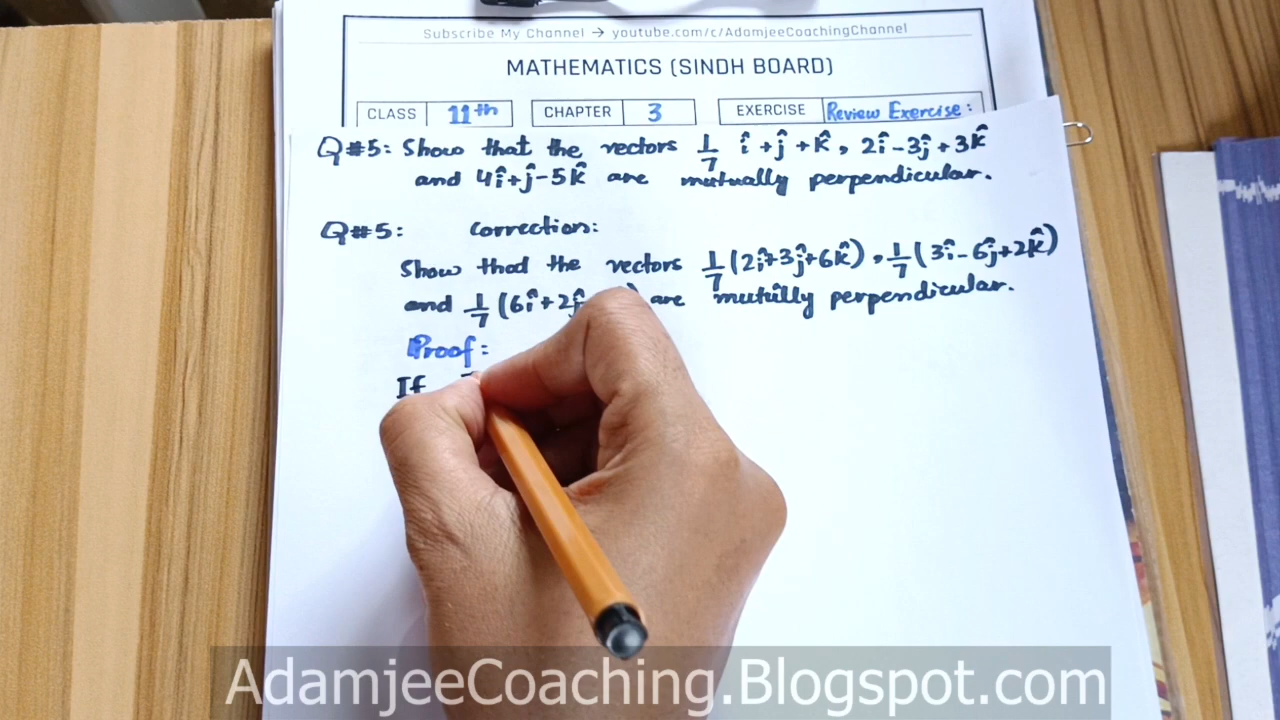 Subscribe My Channel → youtube.com/c/AdamjeeCoachingChannel
MATHEMATICS (SINDH BOARD)
CLASS 11th CHAPTER 3 EXERCISE Review Exercise:
Q#5: Show that the vectors 1/7 î+ĵ+k̂, 2î-3ĵ+3k̂
and 4î+ĵ-5k̂ are mutually perpendicular.
Q#5: Correction:
Show that the vectors 1/7(2î+3ĵ+6k̂), 1/7(3î-6ĵ+2k̂)
and 1/7(6î+2ĵ ) are mutully perpendicular.
Proof:
If
AdamjeeCoaching.Blogspot.com